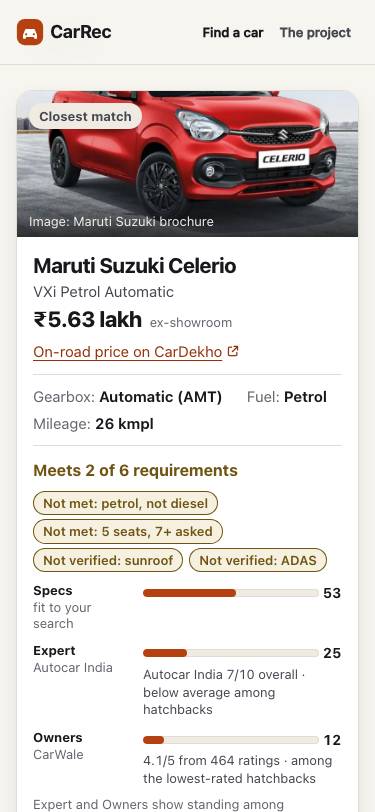 CarRec
Find a car
The project
Closest match
CELERIO
Image: Maruti Suzuki brochure
Maruti Suzuki Celerio
VXi Petrol Automatic
₹5.63 lakh ex-showroom
On-road price on CarDekho
Gearbox: Automatic (AMT) Fuel: Petrol
Mileage: 26 kmpl
Meets 2 of 6 requirements
Not met: petrol, not diesel
Not met: 5 seats, 7+ asked
Not verified: sunroof Not verified: ADAS
Specs
fit to your
search
53
Expert
Autocar India
25
Autocar India 7/10 overall ·
below average among
hatchbacks
Owners
CarWale
12
4.1/5 from 464 ratings · among
the lowest-rated hatchbacks
Expert and Owners show standing among